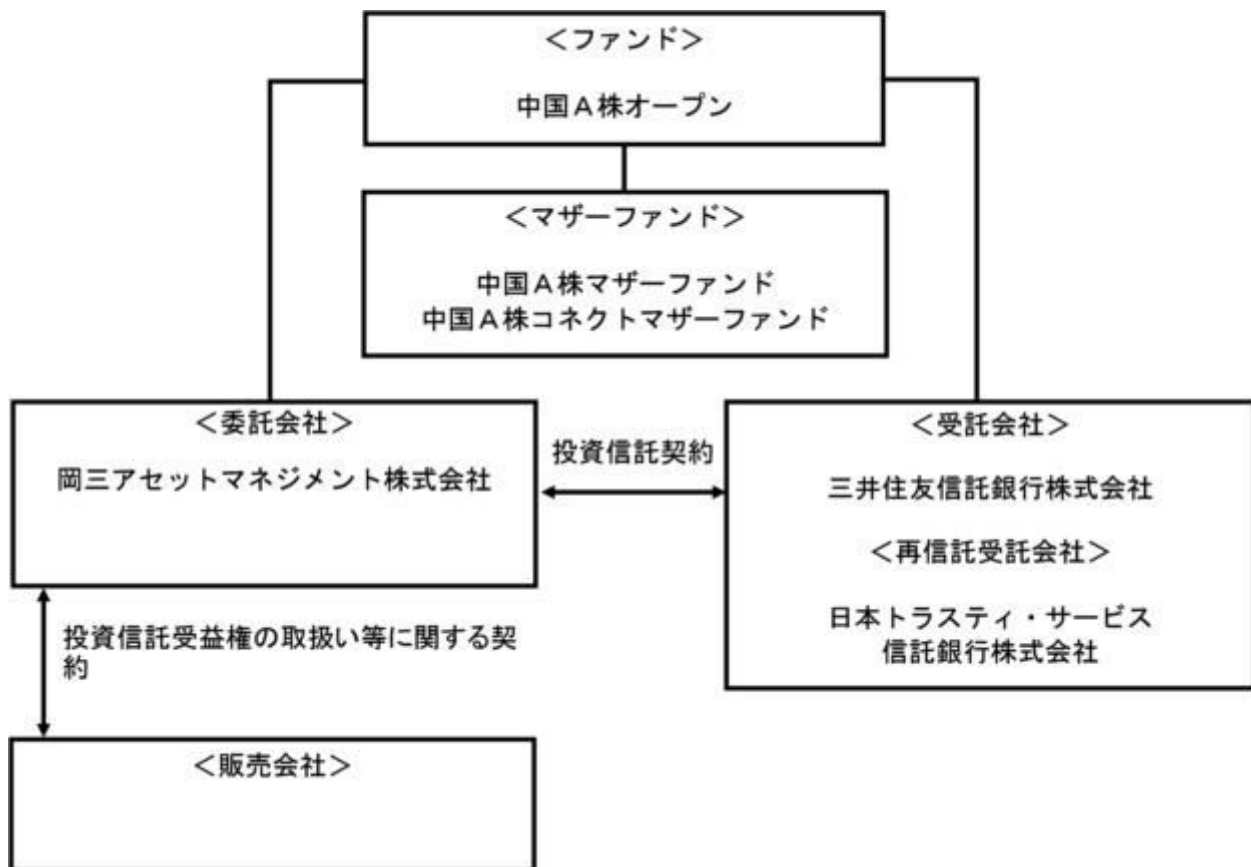 ＜ファンド＞
中国Ａ株オープン
＜マザーファンド＞
中国Ａ株マザーファンド
中国Ａ株コネクトマザーファンド
＜委託会社＞
岡三アセットマネジメント株式会社
投資信託契約
＜受託会社＞
三井住友信託銀行株式会社
＜再信託受託会社＞
日本トラスティ・サービス
信託銀行株式会社
投資信託受益権の取扱い等に関する契
約
＜販売会社＞